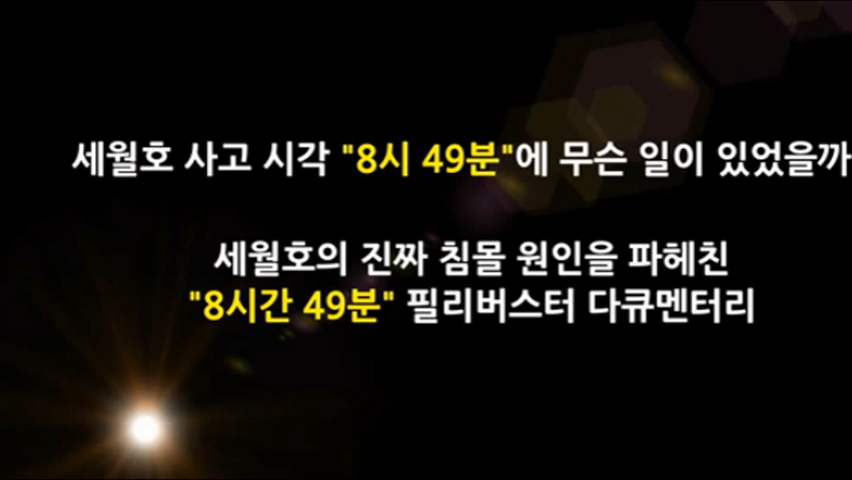 세월호 사고 시각 "8시 49분"에 무슨 일이 있었을까
세월호의 진짜 침몰 원인을 파헤친
"8시간 49분" 필리버스터 다큐멘터리